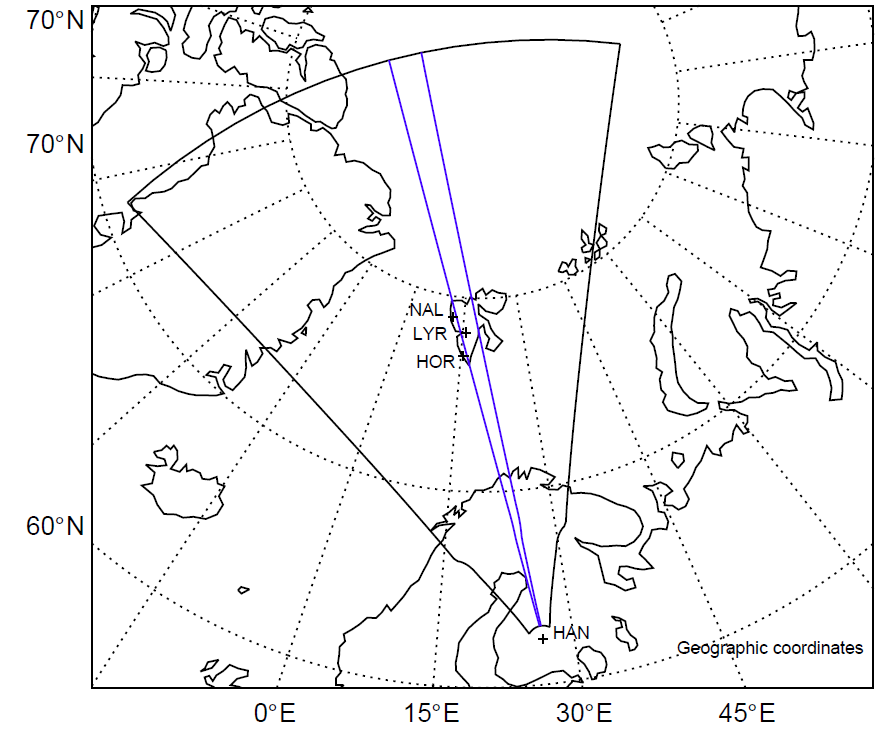 70°N
70°N
NAL
LYR
HOR
60°N
HAN
Geographic coordinates
0°E 15°E 30°E 45°E